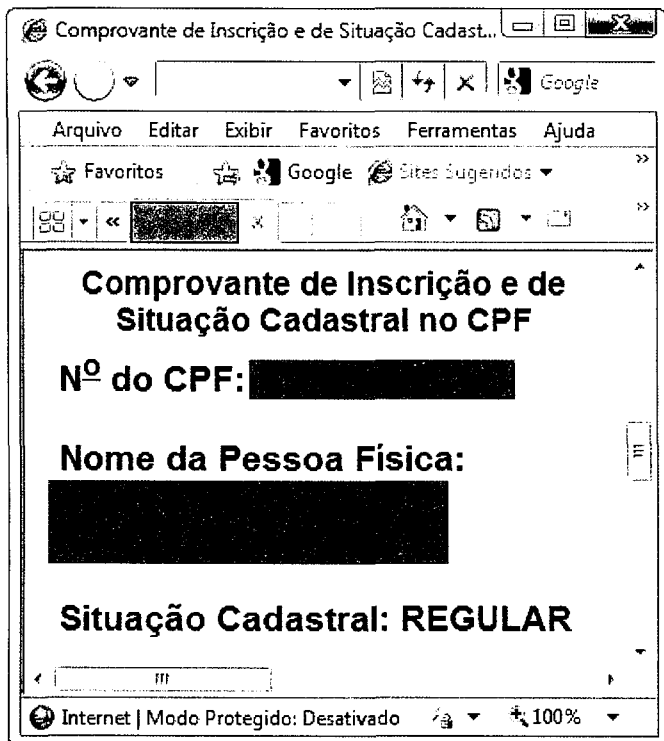 Comprovante de Inscrição e de Situação Cadast...
Google
Arquivo Editar Exibir Favoritos Ferramentas Ajuda
Favoritos Google Sites Sugeridos
Comprovante de Inscrição e de
Situação Cadastral no CPF
Nº do CPF:
Nome da Pessoa Física:
Situação Cadastral: REGULAR
Internet | Modo Protegido: Desativado 100%